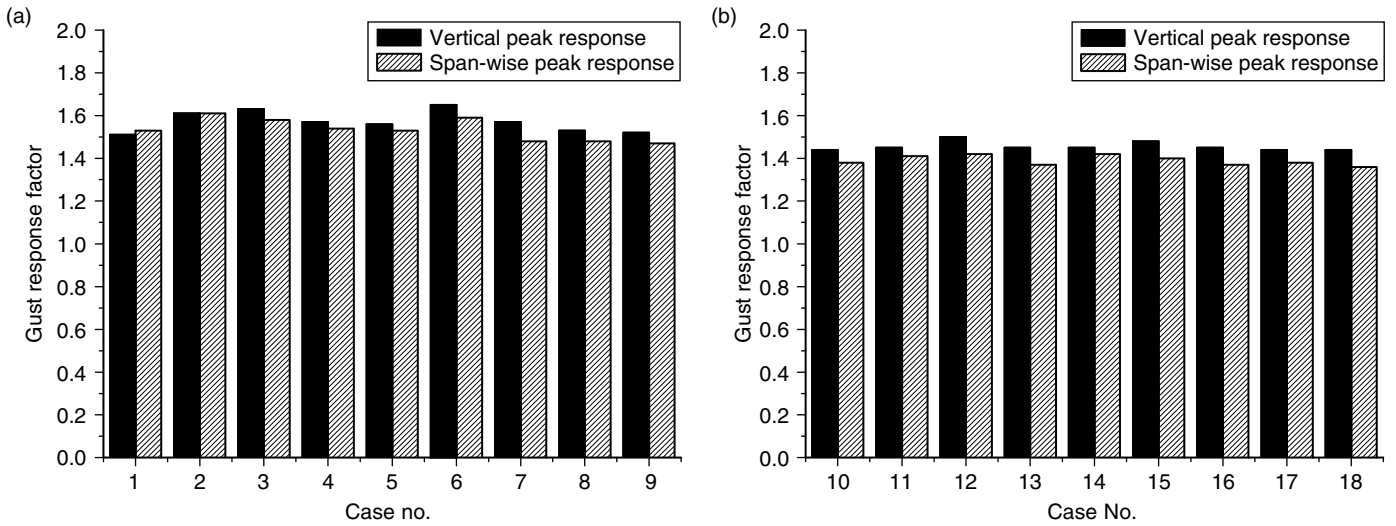 (a)
Gust response factor
2.0
1.8
1.6
1.4
1.2
1.0
0.8
0.6
0.4
0.2
0.0
Vertical peak response
Span-wise peak response
1 2 3 4 5 6 7 8 9
Case no.
(b)
Gust response factor
2.0
1.8
1.6
1.4
1.2
1.0
0.8
0.6
0.4
0.2
0.0
Vertical peak response
Span-wise peak response
10 11 12 13 14 15 16 17 18
Case No.